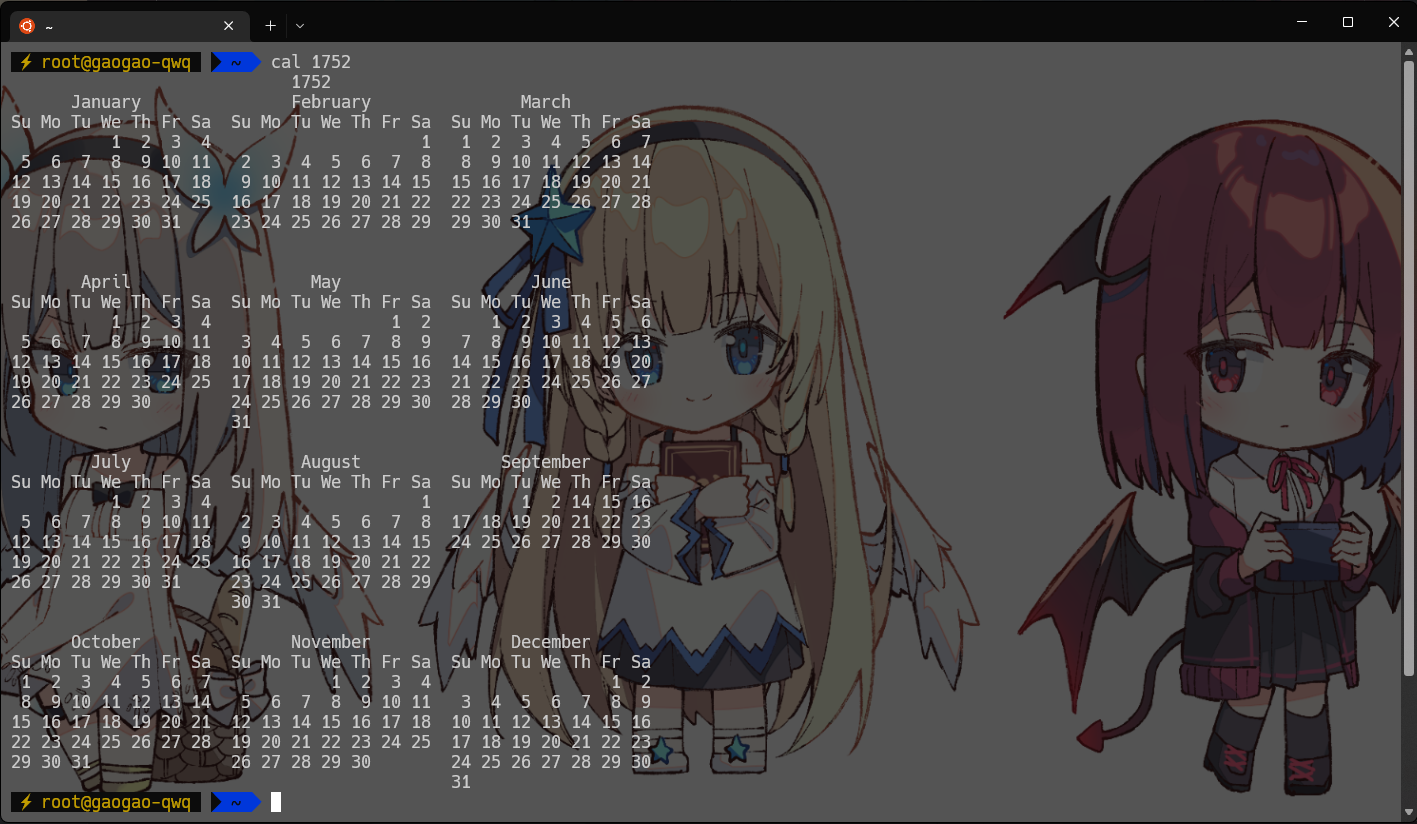 ~
⚡ root@gaogao-qwq ~ cal 1752
                            1752
      January               February               March
Su Mo Tu We Th Fr Sa  Su Mo Tu We Th Fr Sa  Su Mo Tu We Th Fr Sa
          1  2  3  4                     1   1  2  3  4  5  6  7
 5  6  7  8  9 10 11   2  3  4  5  6  7  8   8  9 10 11 12 13 14
12 13 14 15 16 17 18   9 10 11 12 13 14 15  15 16 17 18 19 20 21
19 20 21 22 23 24 25  16 17 18 19 20 21 22  22 23 24 25 26 27 28
26 27 28 29 30 31     23 24 25 26 27 28 29  29 30 31
       April                  May                   June
Su Mo Tu We Th Fr Sa  Su Mo Tu We Th Fr Sa  Su Mo Tu We Th Fr Sa
          1  2  3  4                  1  2      1  2  3  4  5  6
 5  6  7  8  9 10 11   3  4  5  6  7  8  9   7  8  9 10 11 12 13
12 13 14 15 16 17 18  10 11 12 13 14 15 16  14 15 16 17 18 19 20
19 20 21 22 23 24 25  17 18 19 20 21 22 23  21 22 23 24 25 26 27
26 27 28 29 30        24 25 26 27 28 29 30  28 29 30
                      31
        July                 August              September
Su Mo Tu We Th Fr Sa  Su Mo Tu We Th Fr Sa  Su Mo Tu We Th Fr Sa
          1  2  3  4                     1         1  2 14 15 16
 5  6  7  8  9 10 11   2  3  4  5  6  7  8  17 18 19 20 21 22 23
12 13 14 15 16 17 18   9 10 11 12 13 14 15  24 25 26 27 28 29 30
19 20 21 22 23 24 25  16 17 18 19 20 21 22
26 27 28 29 30 31     23 24 25 26 27 28 29
                      30 31
      October               November              December
Su Mo Tu We Th Fr Sa  Su Mo Tu We Th Fr Sa  Su Mo Tu We Th Fr Sa
 1  2  3  4  5  6  7            1  2  3  4                  1  2
 8  9 10 11 12 13 14   5  6  7  8  9 10 11   3  4  5  6  7  8  9
15 16 17 18 19 20 21  12 13 14 15 16 17 18  10 11 12 13 14 15 16
22 23 24 25 26 27 28  19 20 21 22 23 24 25  17 18 19 20 21 22 23
29 30 31              26 27 28 29 30        24 25 26 27 28 29 30
                                            31
⚡ root@gaogao-qwq ~